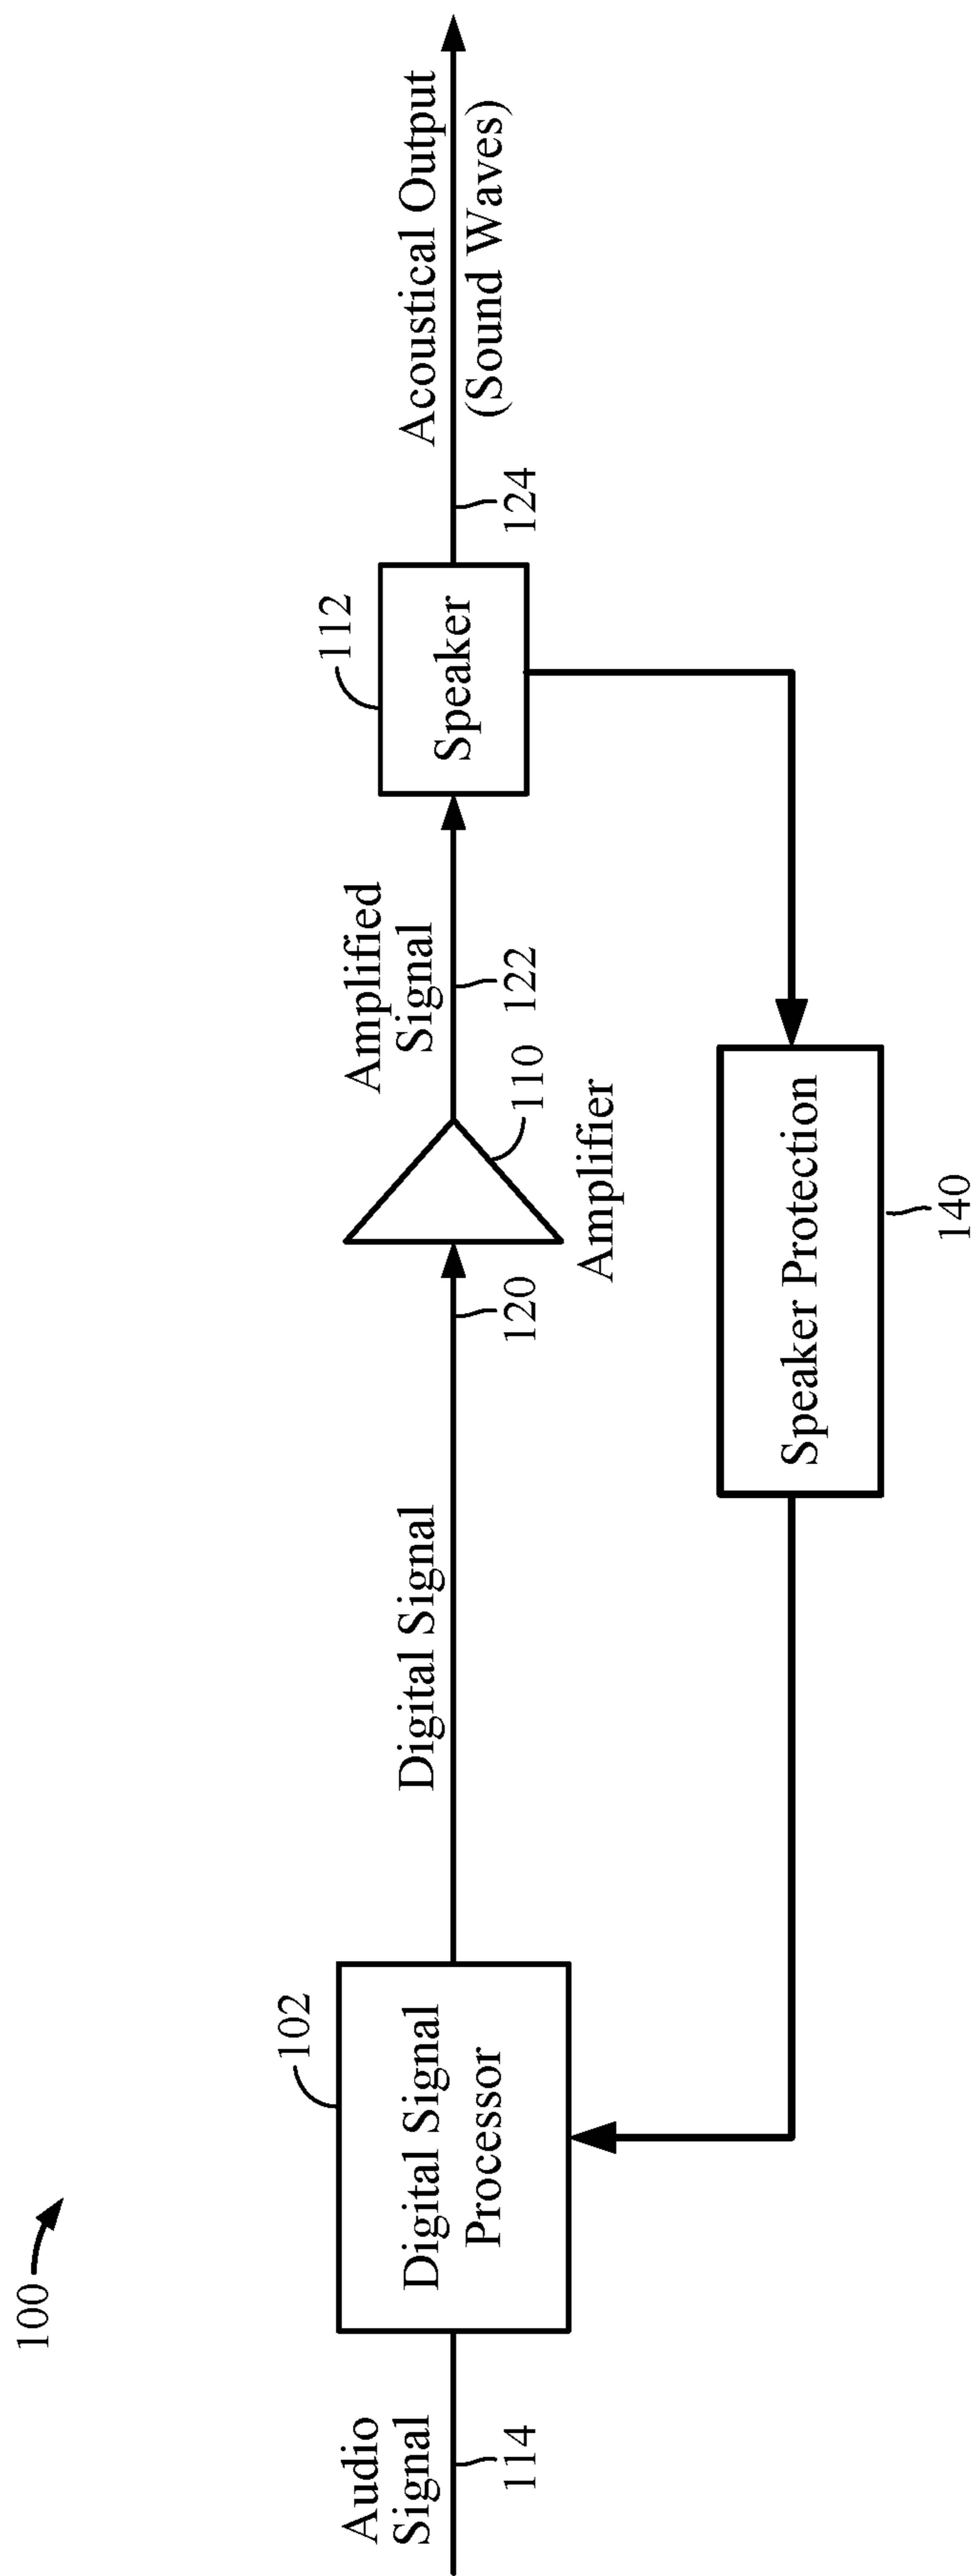 100
Audio
Signal
114
102
Digital Signal
Processor
Digital Signal
120
110
Amplifier
Amplified
Signal
122
112
Speaker
124
Acoustical Output
(Sound Waves)
Speaker Protection
140